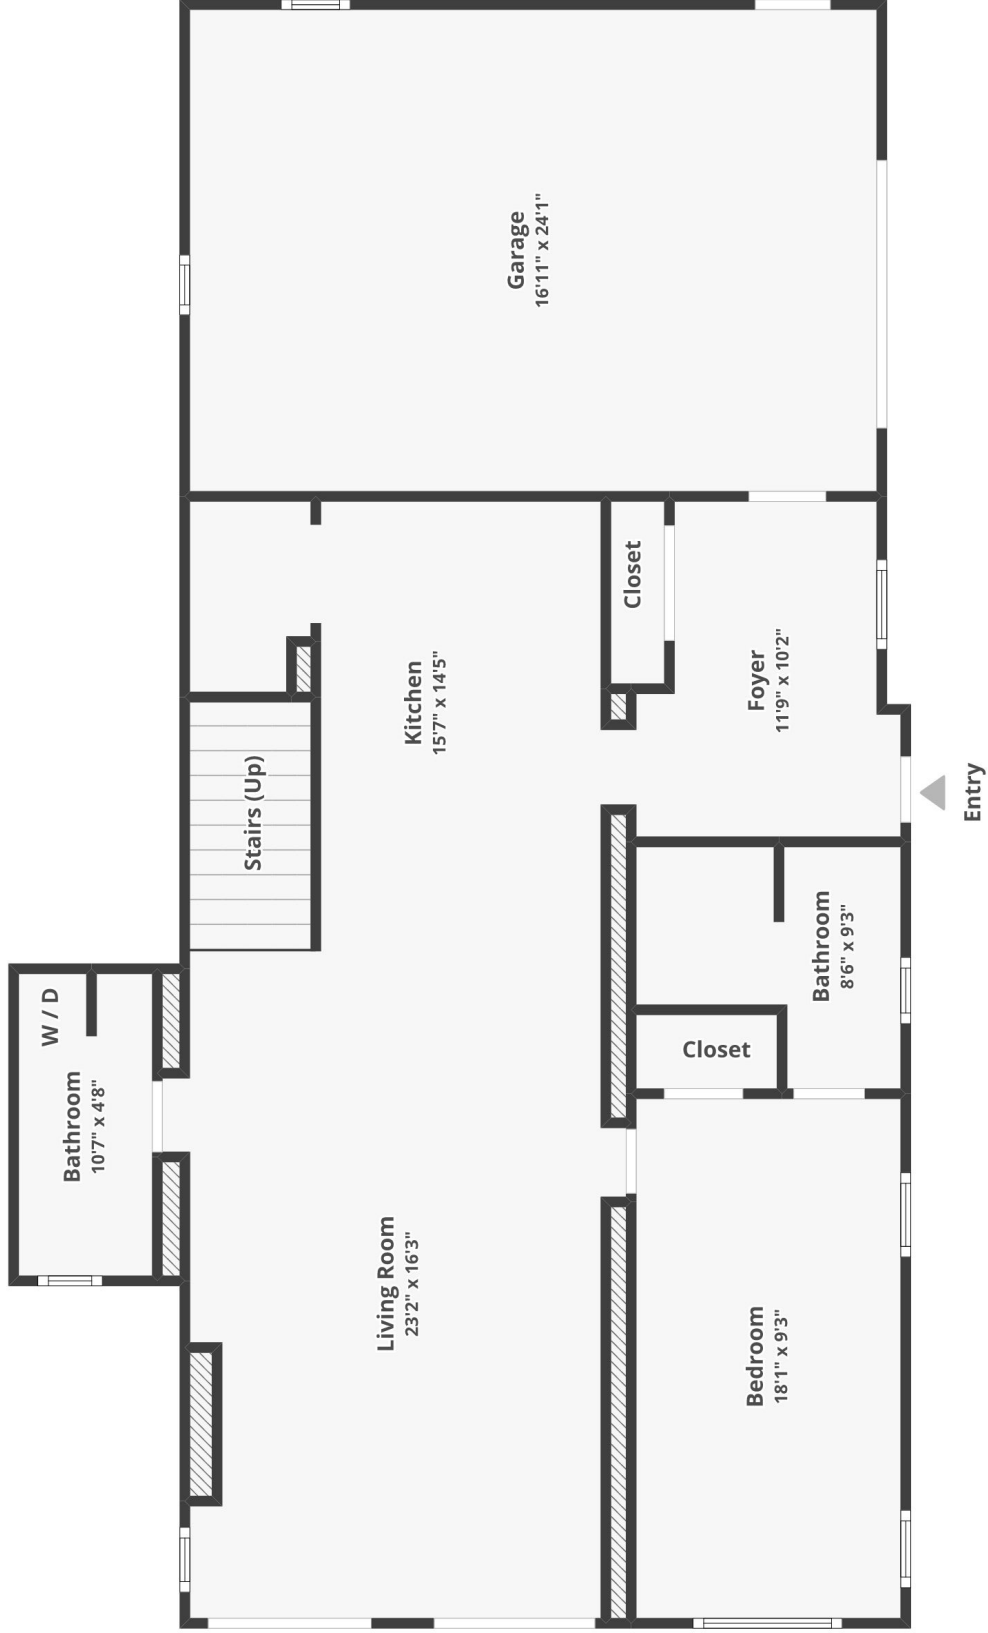 Garage
16'11" x 24'1"
Closet
Foyer
11'9" x 10'2"
Kitchen
15'7" x 14'5"
Stairs (Up)
Entry
Bathroom
8'6" x 9'3"
W / D
Bathroom
10'7" x 4'8"
Closet
Living Room
23'2" x 16'3"
Bedroom
18'1" x 9'3"